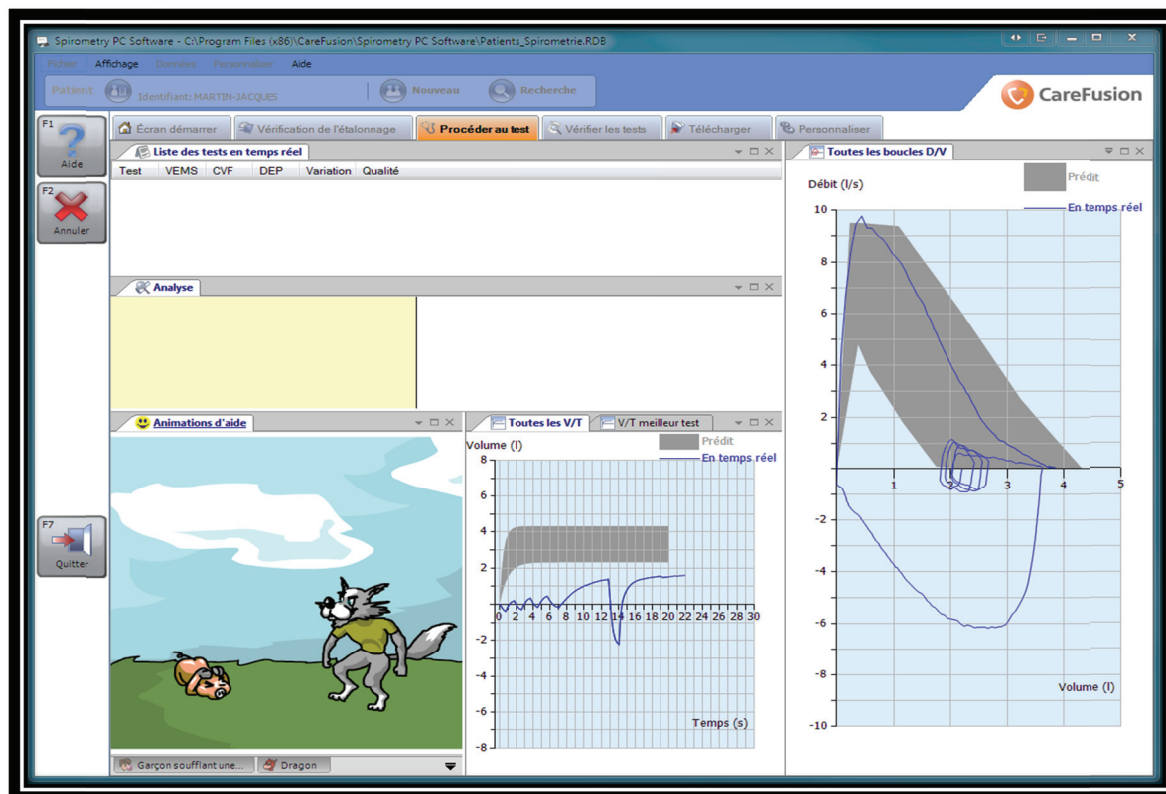 Spirometry PC Software - C:\Program Files (x86)\CareFusion\Spirometry PC Software\Patients_Spirometrie.RDB
Fichier Affichage Données Personnaliser Aide
Patient Identifiant: MARTIN-JACQUES Nouveau Recherche
CareFusion
F1 Aide
F2 Annuler
F7 Quitter
Écran démarrer Vérification de l'étalonnage Procéder au test Vérifier les tests Télécharger Personnaliser
Liste des tests en temps réel
Test VEMS CVF DEP Variation Qualité
Analyse
Animations d'aide
Garçon soufflant une... Dragon
Toutes les V/T V/T meilleur test
Volume (l)
Prédit
En temps réel
8
6
4
2
0 2 4 6 8 10 12 14 16 18 20 22 24 26 28 30
-2
-4
-6
-8
Temps (s)
Toutes les boucles D/V
Débit (l/s)
Prédit
En temps réel
10
8
6
4
2
1 2 3 4 5
-2
-4
-6
-8
-10
Volume (l)